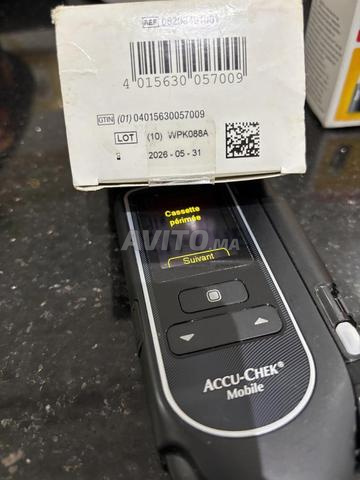 REF
4 015630 057009
GTIN (01) 04015630057009
LOT (10) WPK088A
2026 - 05 - 31
AVITO.ma
Cassette
périmée
Suivant
ACCU-CHEK®
Mobile